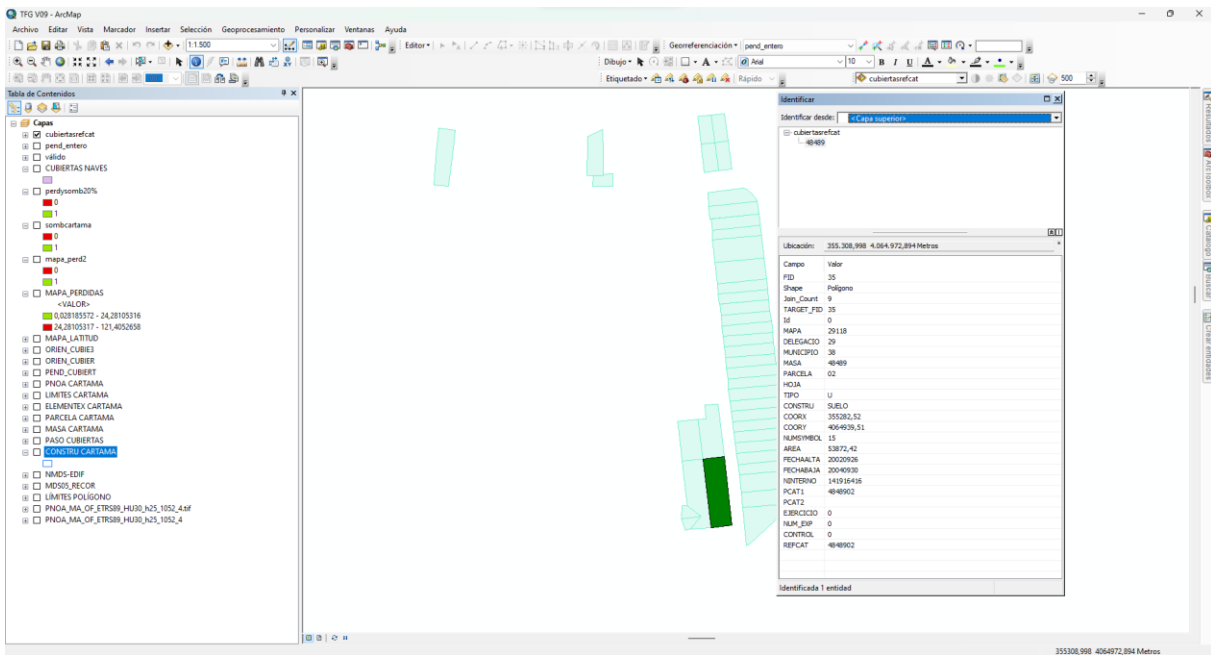 TFG V09 - ArcMap
Archivo Editar Vista Marcador Insertar Selección Geoprocesamiento Personalizar Ventanas Ayuda
1:1.500 Editor Georreferenciación pend_entero
Dibujo Arial 10 B I U A
Etiquetado Rápido cubiertasrefcat 500
Tabla de Contenidos
Capas
cubiertasrefcat
pend_entero
válido
CUBIERTAS NAVES
perdysomb20%
0
1
sombcartama
0
1
mapa_perd2
0
1
MAPA_PERDIDAS
<VALOR>
0,028185572 - 24,28105316
24,28105317 - 121,4052658
MAPA_LATITUD
ORIEN_CUBIE3
ORIEN_CUBIER
PEND_CUBIERT
PNOA CARTAMA
LIMITES CARTAMA
ELEMENTEX CARTAMA
PARCELA CARTAMA
MASA CARTAMA
PASO CUBIERTAS
CONSTRU CARTAMA
NMDS-EDIF
MDS05_RECOR
LÍMITES POLÍGONO
PNOA_MA_OF_ETRS89_HU30_h25_1052_4.tif
PNOA_MA_OF_ETRS89_HU30_h25_1052_4
Identificar
Identificar desde: <Capa superior>
cubiertasrefcat
48489
Ubicación: 355.308,998 4.064.972,894 Metros
Campo Valor
FID 35
Shape Polígono
Join_Count 9
TARGET_FID 35
Id 0
MAPA 29118
DELEGACIO 29
MUNICIPIO 38
MASA 48489
PARCELA 02
HOJA
TIPO U
CONSTRU SUELO
COORX 355282,52
COORY 4064939,51
NUMSYMBOL 15
AREA 53872,42
FECHAALTA 20020926
FECHABAJA 20040930
NINTERNO 141916416
PCAT1 4848902
PCAT2
EJERCICIO 0
NUM_EXP 0
CONTROL 0
REFCAT 4848902
Identificada 1 entidad
Resultados
ArcToolbox
Catálogo
Buscar
Crear entidades
355308,998 4064972,894 Metros